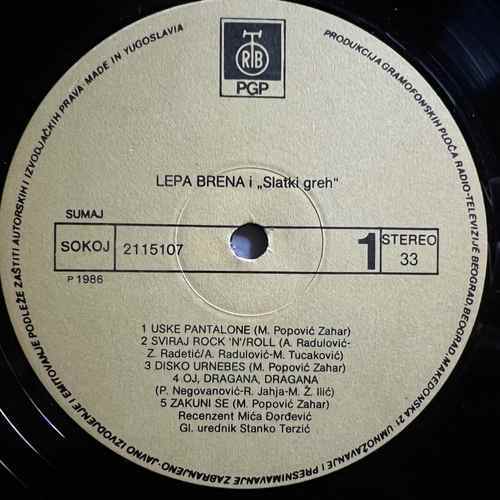 RTB
PGP
PRODUKCIJA GRAMOFONSKIH PLOČA RADIO-TELEVIZIJE BEOGRAD, BEOGRAD, MAKEDONSKA 21 UMNOŽAVANJE I PRESNIMAVANJE ZABRANJENO-JAVNO IZVOĐENJE I EMITOVANJE PODLEŽE ZAŠTITI AUTORSKIH I IZVODJAČKIH PRAVA MADE IN YUGOSLAVIA
LEPA BRENA i „Slatki greh"
SUMAJ
SOKOJ 2115107 1 STEREO
33
P 1986
1 USKE PANTALONE (M. Popović Zahar)
2 SVIRAJ ROCK 'N'/ROLL (A. Radulović-
Z. Radetić/A. Radulović-M. Tucaković)
3 DISKO URNEBES (M. Popović Zahar)
4 OJ, DRAGANA, DRAGANA
(P. Negovanović-R. Jahja-M. Ž. Ilić)
5 ZAKUNI SE (M. Popović Zahar)
Recenzent Mića Đorđević
Gl. urednik Stanko Terzić